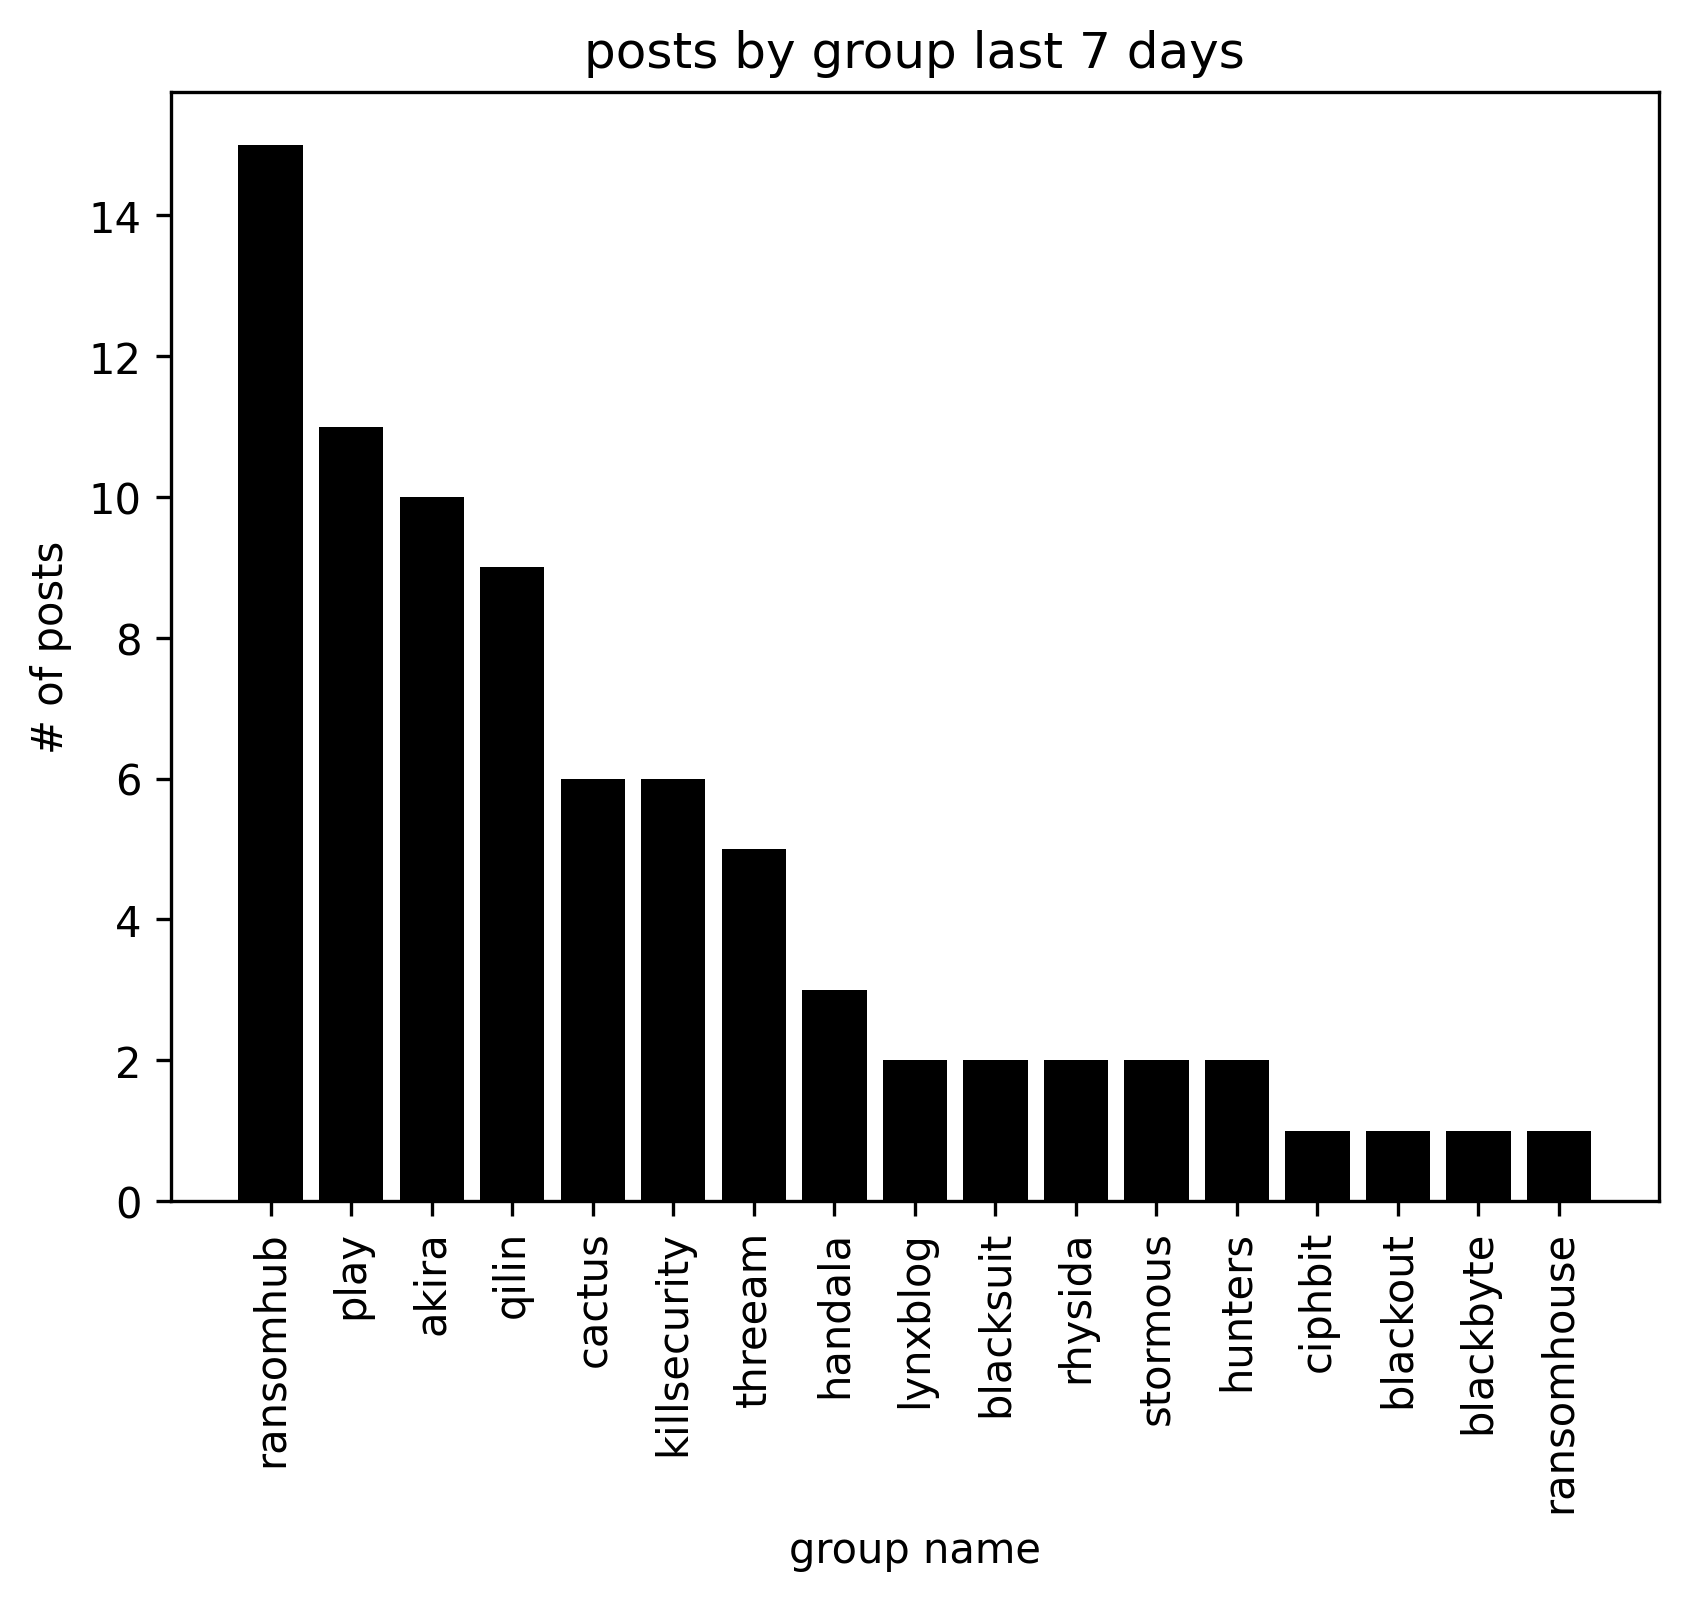 posts by group last 7 days
14
12
10
8
6
4
2
0
# of posts
ransomhub
play
akira
qilin
cactus
killsecurity
threeam
handala
lynxblog
blacksuit
rhysida
stormous
hunters
ciphbit
blackout
blackbyte
ransomhouse
group name